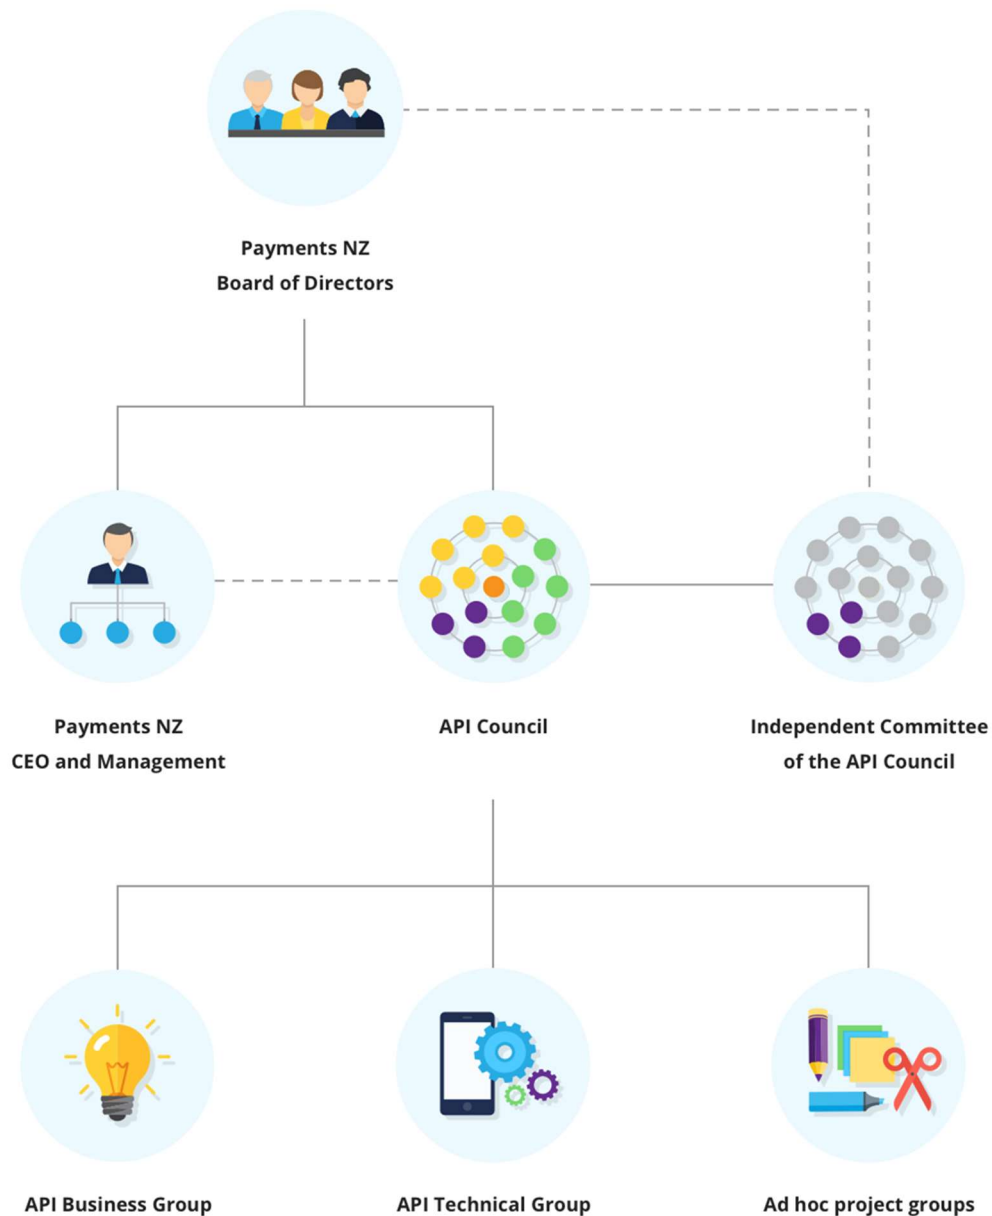 Payments NZ
Board of Directors
Payments NZ
CEO and Management
API Council
Independent Committee
of the API Council
API Business Group
API Technical Group
Ad hoc project groups